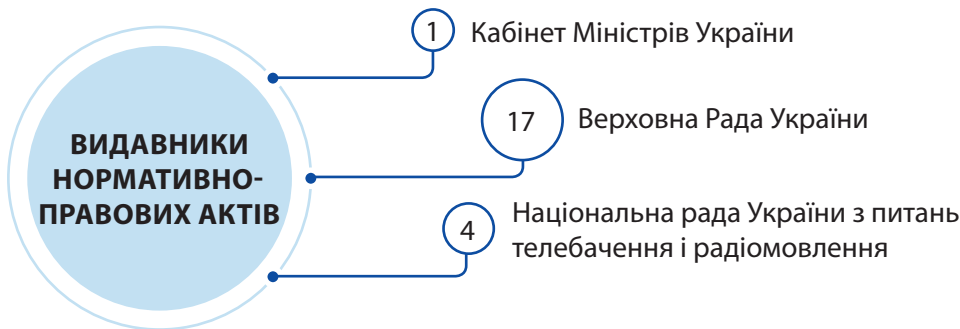 1 Кабінет Міністрів України
ВИДАВНИКИ
НОРМАТИВНО-
ПРАВОВИХ АКТІВ
17 Верховна Рада України
4 Національна рада України з питань
телебачення і радіомовлення